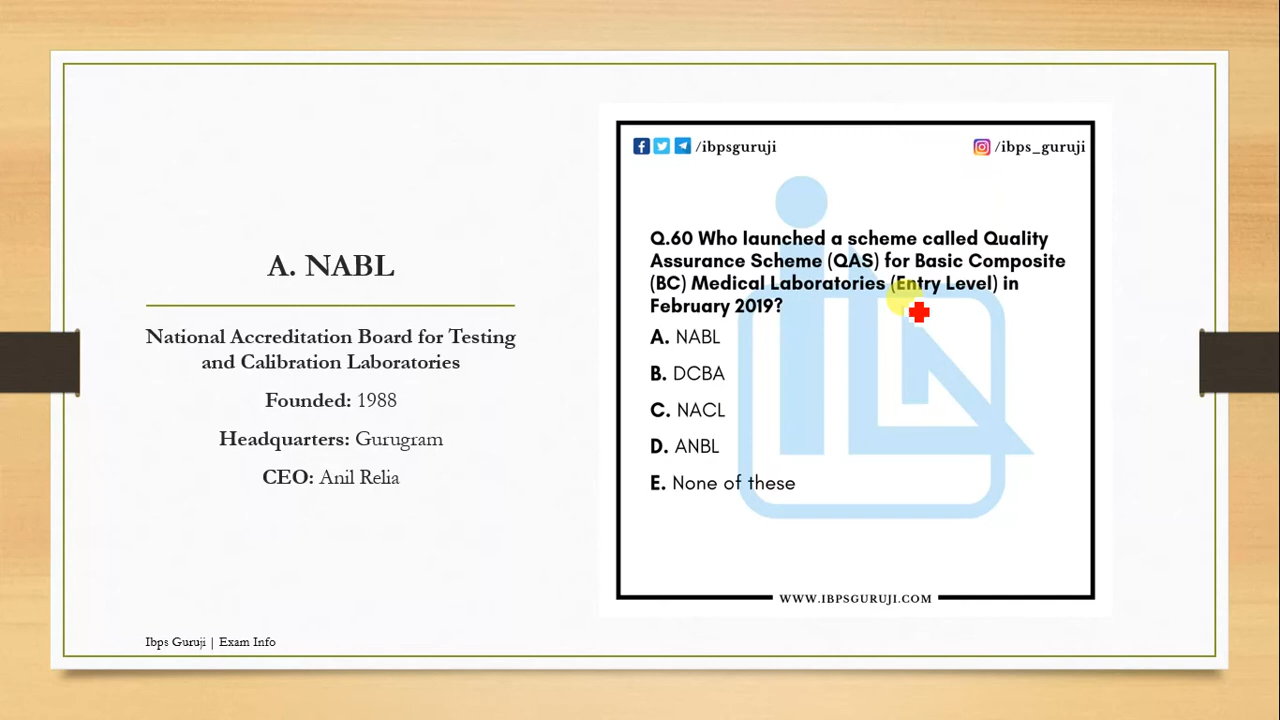 A. NABL
National Accreditation Board for Testing
and Calibration Laboratories
Founded: 1988
Headquarters: Gurugram
CEO: Anil Relia
Ibps Guruji | Exam Info
/ibpsguruji
/ibps_guruji
Q.60 Who launched a scheme called Quality
Assurance Scheme (QAS) for Basic Composite
(BC) Medical Laboratories (Entry Level) in
February 2019?
A. NABL
B. DCBA
C. NACL
D. ANBL
E. None of these
WWW.IBPSGURUJI.COM